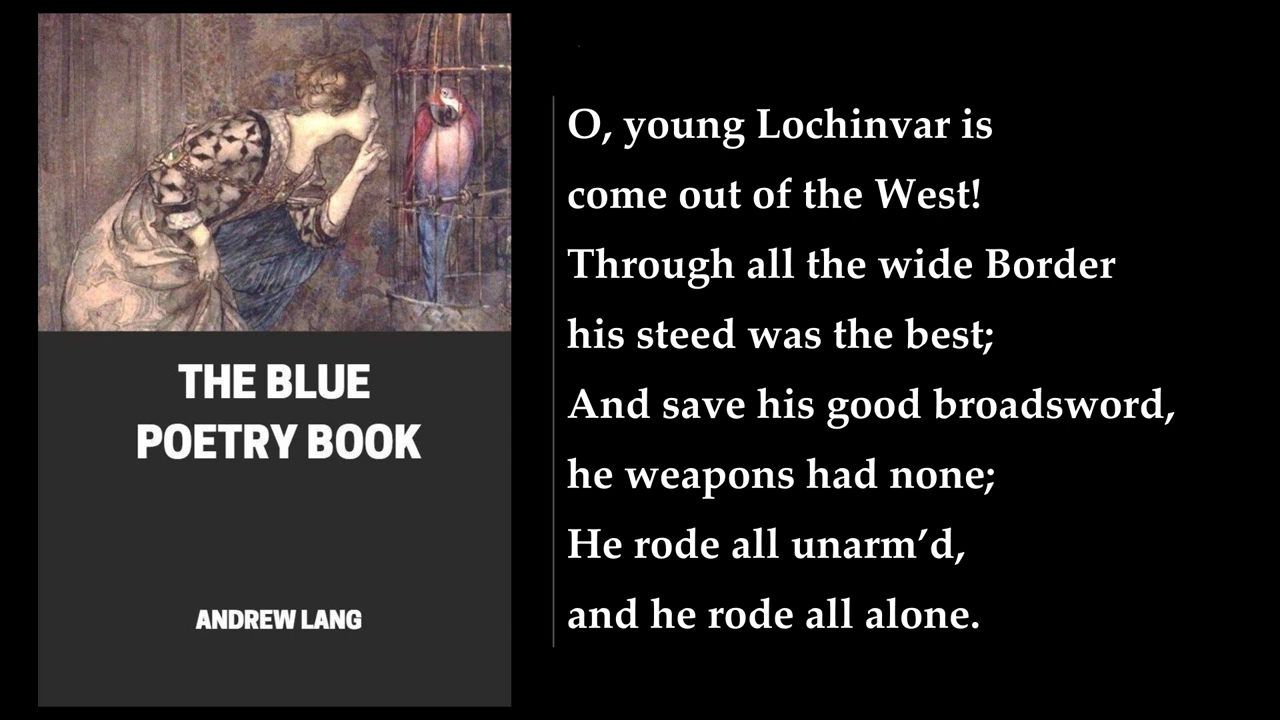 THE BLUE
POETRY BOOK
ANDREW LANG
O, young Lochinvar is
come out of the West!
Through all the wide Border
his steed was the best;
And save his good broadsword,
he weapons had none;
He rode all unarm’d,
and he rode all alone.